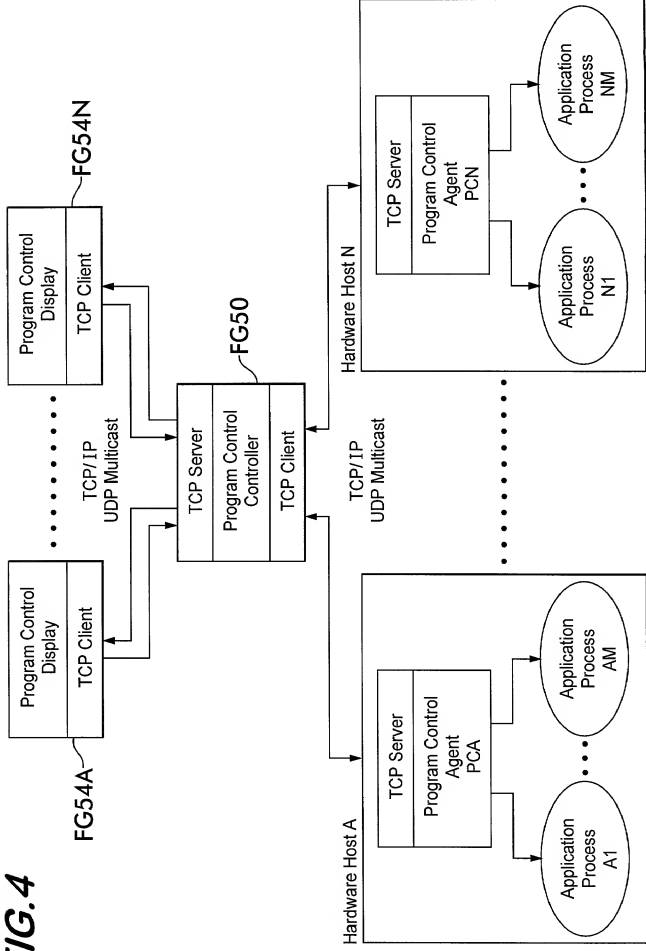 FIG.4
Program Control
Display
TCP Client
FG54A
Program Control
Display
TCP Client
FG54N
TCP/IP
UDP Multicast
TCP Server
Program Control
Controller
TCP Client
FG50
TCP/IP
UDP Multicast
Hardware Host A
TCP Server
Program Control
Agent
PCA
Application
Process
A1
Application
Process
AM
Hardware Host N
TCP Server
Program Control
Agent
PCN
Application
Process
N1
Application
Process
NM